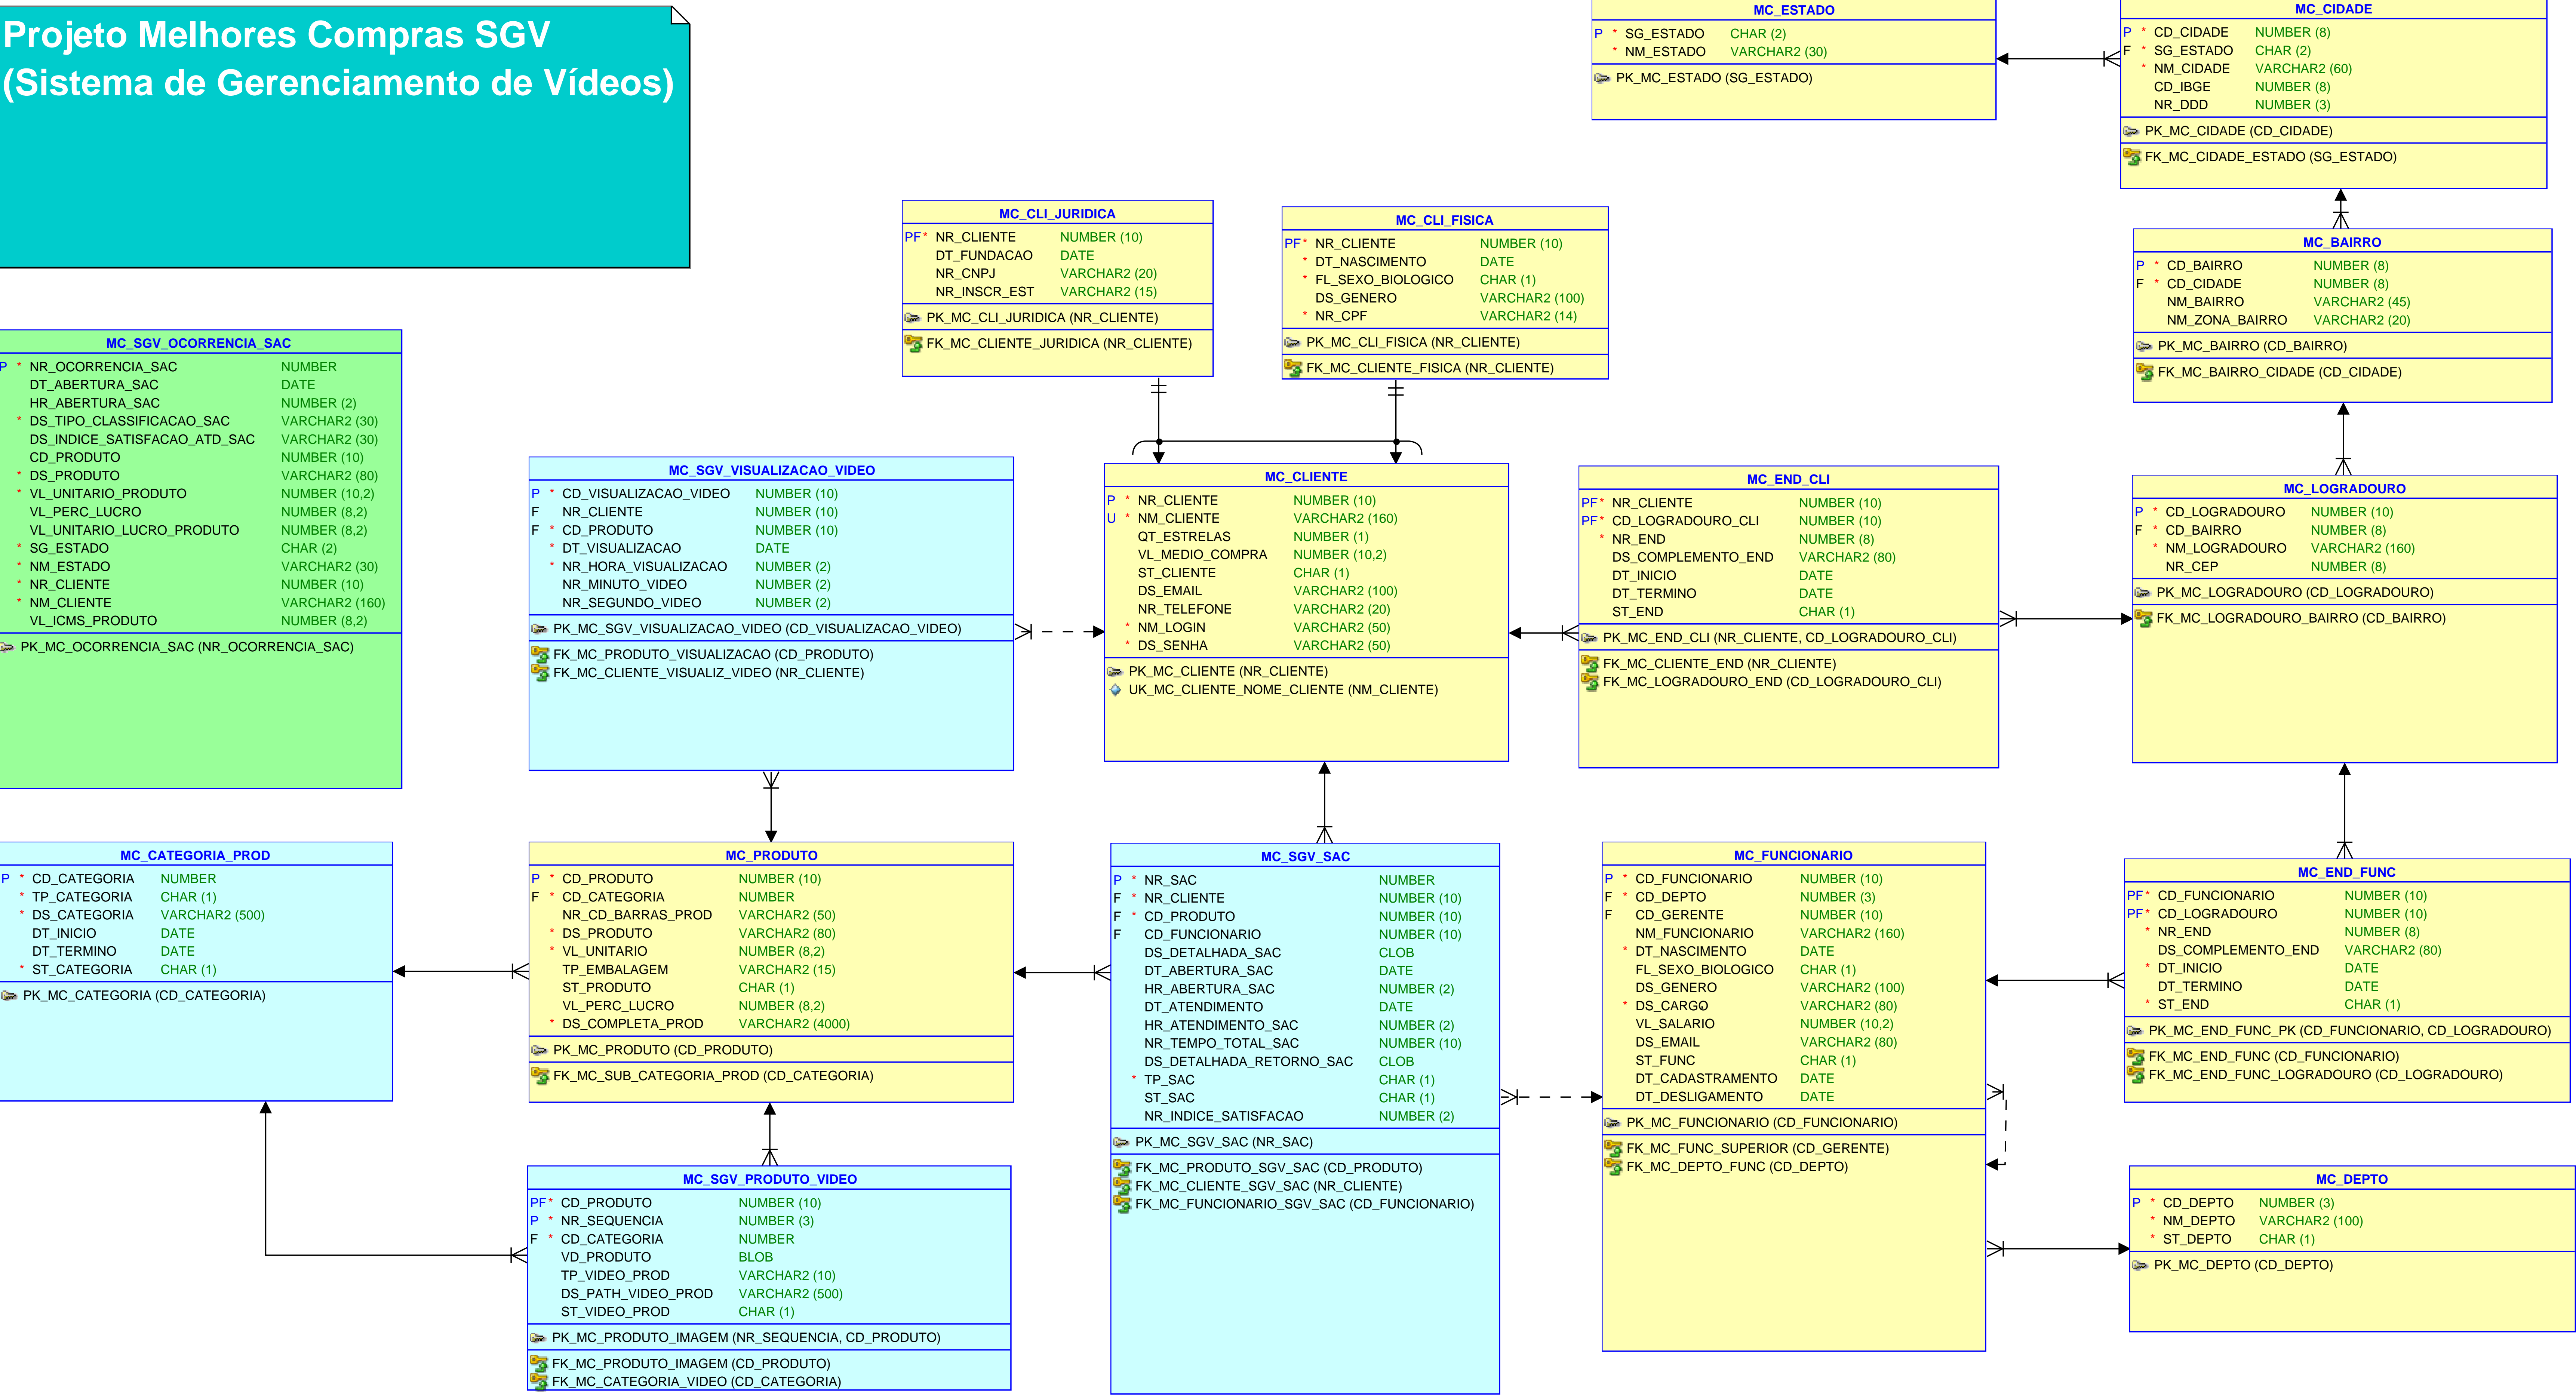 Projeto Melhores Compras SGV
(Sistema de Gerenciamento de Vídeos)
MC_ESTADO
P * SG_ESTADO CHAR (2)
* NM_ESTADO VARCHAR2 (30)
PK_MC_ESTADO (SG_ESTADO)
MC_CIDADE
P * CD_CIDADE NUMBER (8)
F * SG_ESTADO CHAR (2)
* NM_CIDADE VARCHAR2 (60)
CD_IBGE NUMBER (8)
NR_DDD NUMBER (3)
PK_MC_CIDADE (CD_CIDADE)
FK_MC_CIDADE_ESTADO (SG_ESTADO)
MC_CLI_JURIDICA
PF* NR_CLIENTE NUMBER (10)
DT_FUNDACAO DATE
NR_CNPJ VARCHAR2 (20)
NR_INSCR_EST VARCHAR2 (15)
PK_MC_CLI_JURIDICA (NR_CLIENTE)
FK_MC_CLIENTE_JURIDICA (NR_CLIENTE)
MC_CLI_FISICA
PF* NR_CLIENTE NUMBER (10)
* DT_NASCIMENTO DATE
* FL_SEXO_BIOLOGICO CHAR (1)
DS_GENERO VARCHAR2 (100)
* NR_CPF VARCHAR2 (14)
PK_MC_CLI_FISICA (NR_CLIENTE)
FK_MC_CLIENTE_FISICA (NR_CLIENTE)
MC_BAIRRO
P * CD_BAIRRO NUMBER (8)
F * CD_CIDADE NUMBER (8)
NM_BAIRRO VARCHAR2 (45)
NM_ZONA_BAIRRO VARCHAR2 (20)
PK_MC_BAIRRO (CD_BAIRRO)
FK_MC_BAIRRO_CIDADE (CD_CIDADE)
MC_SGV_OCORRENCIA_SAC
P * NR_OCORRENCIA_SAC NUMBER
DT_ABERTURA_SAC DATE
HR_ABERTURA_SAC NUMBER (2)
* DS_TIPO_CLASSIFICACAO_SAC VARCHAR2 (30)
DS_INDICE_SATISFACAO_ATD_SAC VARCHAR2 (30)
CD_PRODUTO NUMBER (10)
* DS_PRODUTO VARCHAR2 (80)
* VL_UNITARIO_PRODUTO NUMBER (10,2)
VL_PERC_LUCRO NUMBER (8,2)
VL_UNITARIO_LUCRO_PRODUTO NUMBER (8,2)
* SG_ESTADO CHAR (2)
* NM_ESTADO VARCHAR2 (30)
* NR_CLIENTE NUMBER (10)
* NM_CLIENTE VARCHAR2 (160)
VL_ICMS_PRODUTO NUMBER (8,2)
PK_MC_OCORRENCIA_SAC (NR_OCORRENCIA_SAC)
MC_SGV_VISUALIZACAO_VIDEO
P * CD_VISUALIZACAO_VIDEO NUMBER (10)
F NR_CLIENTE NUMBER (10)
F * CD_PRODUTO NUMBER (10)
* DT_VISUALIZACAO DATE
* NR_HORA_VISUALIZACAO NUMBER (2)
NR_MINUTO_VIDEO NUMBER (2)
NR_SEGUNDO_VIDEO NUMBER (2)
PK_MC_SGV_VISUALIZACAO_VIDEO (CD_VISUALIZACAO_VIDEO)
FK_MC_PRODUTO_VISUALIZACAO (CD_PRODUTO)
FK_MC_CLIENTE_VISUALIZ_VIDEO (NR_CLIENTE)
MC_CLIENTE
P * NR_CLIENTE NUMBER (10)
U * NM_CLIENTE VARCHAR2 (160)
QT_ESTRELAS NUMBER (1)
VL_MEDIO_COMPRA NUMBER (10,2)
ST_CLIENTE CHAR (1)
DS_EMAIL VARCHAR2 (100)
NR_TELEFONE VARCHAR2 (20)
* NM_LOGIN VARCHAR2 (50)
* DS_SENHA VARCHAR2 (50)
PK_MC_CLIENTE (NR_CLIENTE)
UK_MC_CLIENTE_NOME_CLIENTE (NM_CLIENTE)
MC_END_CLI
PF* NR_CLIENTE NUMBER (10)
PF* CD_LOGRADOURO_CLI NUMBER (10)
* NR_END NUMBER (8)
DS_COMPLEMENTO_END VARCHAR2 (80)
DT_INICIO DATE
DT_TERMINO DATE
ST_END CHAR (1)
PK_MC_END_CLI (NR_CLIENTE, CD_LOGRADOURO_CLI)
FK_MC_CLIENTE_END (NR_CLIENTE)
FK_MC_LOGRADOURO_END (CD_LOGRADOURO_CLI)
MC_LOGRADOURO
P * CD_LOGRADOURO NUMBER (10)
F * CD_BAIRRO NUMBER (8)
* NM_LOGRADOURO VARCHAR2 (160)
NR_CEP NUMBER (8)
PK_MC_LOGRADOURO (CD_LOGRADOURO)
FK_MC_LOGRADOURO_BAIRRO (CD_BAIRRO)
MC_CATEGORIA_PROD
P * CD_CATEGORIA NUMBER
* TP_CATEGORIA CHAR (1)
* DS_CATEGORIA VARCHAR2 (500)
DT_INICIO DATE
DT_TERMINO DATE
* ST_CATEGORIA CHAR (1)
PK_MC_CATEGORIA (CD_CATEGORIA)
MC_PRODUTO
P * CD_PRODUTO NUMBER (10)
F * CD_CATEGORIA NUMBER
NR_CD_BARRAS_PROD VARCHAR2 (50)
* DS_PRODUTO VARCHAR2 (80)
* VL_UNITARIO NUMBER (8,2)
TP_EMBALAGEM VARCHAR2 (15)
ST_PRODUTO CHAR (1)
VL_PERC_LUCRO NUMBER (8,2)
* DS_COMPLETA_PROD VARCHAR2 (4000)
PK_MC_PRODUTO (CD_PRODUTO)
FK_MC_SUB_CATEGORIA_PROD (CD_CATEGORIA)
MC_SGV_SAC
P * NR_SAC NUMBER
F * NR_CLIENTE NUMBER (10)
F * CD_PRODUTO NUMBER (10)
F CD_FUNCIONARIO NUMBER (10)
DS_DETALHADA_SAC CLOB
DT_ABERTURA_SAC DATE
HR_ABERTURA_SAC NUMBER (2)
DT_ATENDIMENTO DATE
HR_ATENDIMENTO_SAC NUMBER (2)
NR_TEMPO_TOTAL_SAC NUMBER (10)
DS_DETALHADA_RETORNO_SAC CLOB
* TP_SAC CHAR (1)
ST_SAC CHAR (1)
NR_INDICE_SATISFACAO NUMBER (2)
PK_MC_SGV_SAC (NR_SAC)
FK_MC_PRODUTO_SGV_SAC (CD_PRODUTO)
FK_MC_CLIENTE_SGV_SAC (NR_CLIENTE)
FK_MC_FUNCIONARIO_SGV_SAC (CD_FUNCIONARIO)
MC_FUNCIONARIO
P * CD_FUNCIONARIO NUMBER (10)
F * CD_DEPTO NUMBER (3)
F CD_GERENTE NUMBER (10)
NM_FUNCIONARIO VARCHAR2 (160)
* DT_NASCIMENTO DATE
FL_SEXO_BIOLOGICO CHAR (1)
DS_GENERO VARCHAR2 (100)
* DS_CARGO VARCHAR2 (80)
VL_SALARIO NUMBER (10,2)
DS_EMAIL VARCHAR2 (80)
ST_FUNC CHAR (1)
DT_CADASTRAMENTO DATE
DT_DESLIGAMENTO DATE
PK_MC_FUNCIONARIO (CD_FUNCIONARIO)
FK_MC_FUNC_SUPERIOR (CD_GERENTE)
FK_MC_DEPTO_FUNC (CD_DEPTO)
MC_END_FUNC
PF* CD_FUNCIONARIO NUMBER (10)
PF* CD_LOGRADOURO NUMBER (10)
* NR_END NUMBER (8)
DS_COMPLEMENTO_END VARCHAR2 (80)
* DT_INICIO DATE
DT_TERMINO DATE
* ST_END CHAR (1)
PK_MC_END_FUNC_PK (CD_FUNCIONARIO, CD_LOGRADOURO)
FK_MC_END_FUNC (CD_FUNCIONARIO)
FK_MC_END_FUNC_LOGRADOURO (CD_LOGRADOURO)
MC_SGV_PRODUTO_VIDEO
PF* CD_PRODUTO NUMBER (10)
P * NR_SEQUENCIA NUMBER (3)
F * CD_CATEGORIA NUMBER
VD_PRODUTO BLOB
TP_VIDEO_PROD VARCHAR2 (10)
DS_PATH_VIDEO_PROD VARCHAR2 (500)
ST_VIDEO_PROD CHAR (1)
PK_MC_PRODUTO_IMAGEM (NR_SEQUENCIA, CD_PRODUTO)
FK_MC_PRODUTO_IMAGEM (CD_PRODUTO)
FK_MC_CATEGORIA_VIDEO (CD_CATEGORIA)
MC_DEPTO
P * CD_DEPTO NUMBER (3)
* NM_DEPTO VARCHAR2 (100)
* ST_DEPTO CHAR (1)
PK_MC_DEPTO (CD_DEPTO)